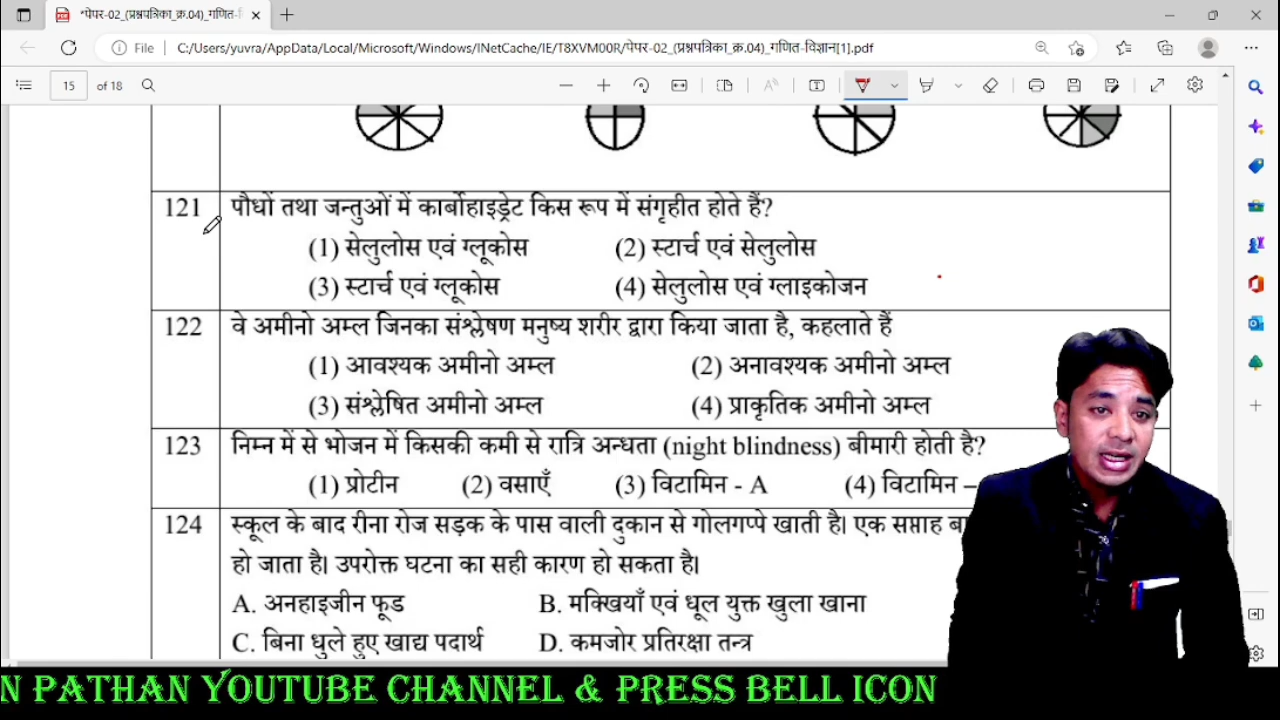 *पेपर-02_(प्रश्नपत्रिका_क्र.04)_गणित-वि
File C:/Users/yuvra/AppData/Local/Microsoft/Windows/INetCache/IE/T8XVM00R/पेपर-02_(प्रश्नपत्रिका_क्र.04)_गणित-विज्ञान[1].pdf
15 of 18
121 पौधों तथा जन्तुओं में कार्बोहाइड्रेट किस रूप में संगृहीत होते हैं?
(1) सेलुलोस एवं ग्लूकोस (2) स्टार्च एवं सेलुलोस
(3) स्टार्च एवं ग्लूकोस (4) सेलुलोस एवं ग्लाइकोजन
122 वे अमीनो अम्ल जिनका संश्लेषण मनुष्य शरीर द्वारा किया जाता है, कहलाते हैं
(1) आवश्यक अमीनो अम्ल (2) अनावश्यक अमीनो अम्ल
(3) संश्लेषित अमीनो अम्ल (4) प्राकृतिक अमीनो अम्ल
123 निम्न में से भोजन में किसकी कमी से रात्रि अन्धता (night blindness) बीमारी होती है?
(1) प्रोटीन (2) वसाएँ (3) विटामिन - A (4) विटामिन –
124 स्कूल के बाद रीना रोज सड़क के पास वाली दुकान से गोलगप्पे खाती है। एक सप्ताह
हो जाता है। उपरोक्त घटना का सही कारण हो सकता है।
A. अनहाइजीन फूड B. मक्खियाँ एवं धूल युक्त खुला खाना
C. बिना धुले हुए खाद्य पदार्थ D. कमजोर प्रतिरक्षा तन्त्र
N PATHAN YOUTUBE CHANNEL & PRESS BELL ICON